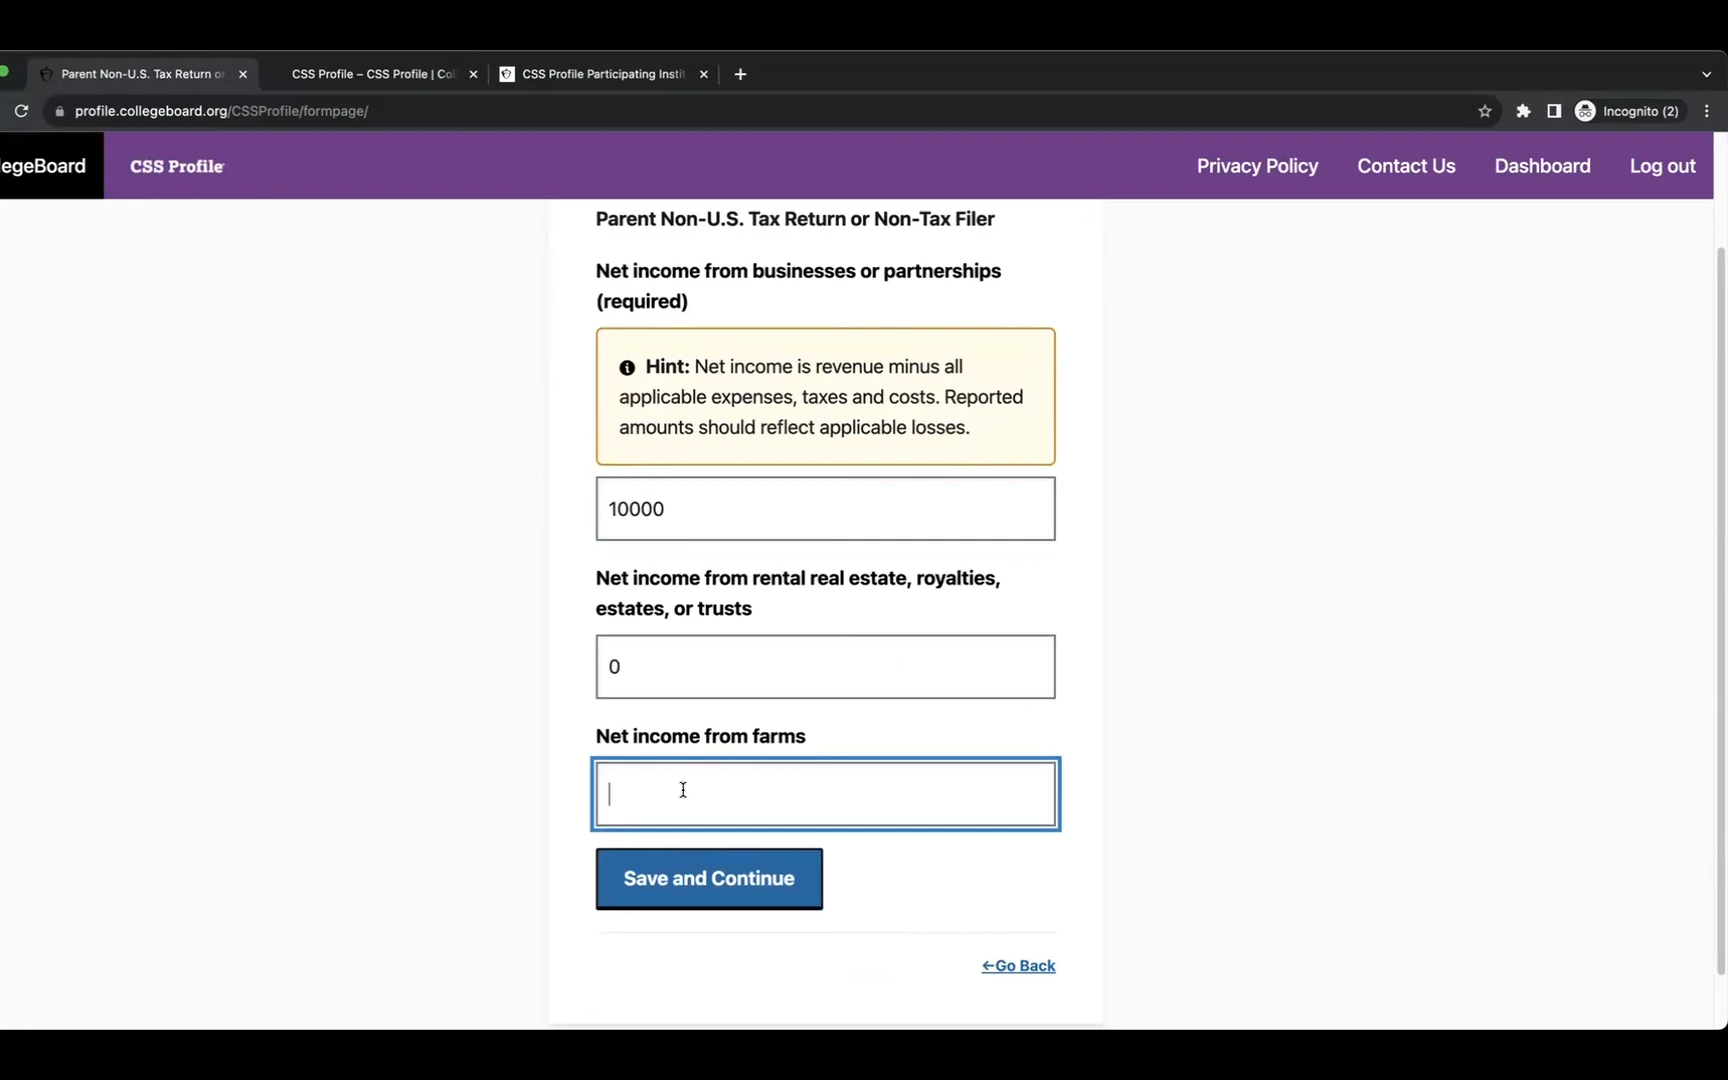 Parent Non-U.S. Tax Return or
CSS Profile – CSS Profile | Col
CSS Profile Participating Insti
profile.collegeboard.org/CSSProfile/formpage/
Incognito (2)
legeBoard
CSS Profile
Privacy Policy
Contact Us
Dashboard
Log out
Parent Non-U.S. Tax Return or Non-Tax Filer
Net income from businesses or partnerships
(required)
Hint: Net income is revenue minus all
applicable expenses, taxes and costs. Reported
amounts should reflect applicable losses.
10000
Net income from rental real estate, royalties,
estates, or trusts
0
Net income from farms
Save and Continue
←Go Back